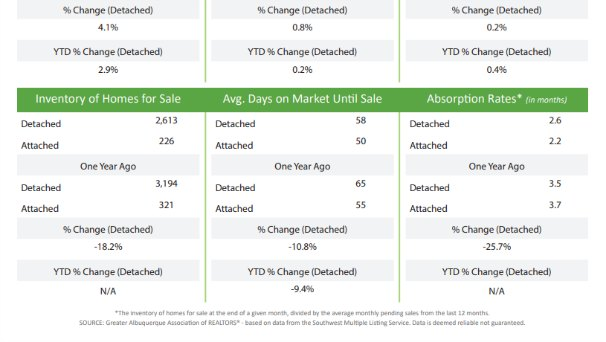 % Change (Detached) % Change (Detached) % Change (Detached)
4.1% 0.8% 0.2%
YTD % Change (Detached) YTD % Change (Detached) YTD % Change (Detached)
2.9% 0.2% 0.4%
Inventory of Homes for Sale Avg. Days on Market Until Sale Absorption Rates* (in months)
Detached 2,613 Detached 58 Detached 2.6
Attached 226 Attached 50 Attached 2.2
One Year Ago One Year Ago One Year Ago
Detached 3,194 Detached 65 Detached 3.5
Attached 321 Attached 55 Attached 3.7
% Change (Detached) % Change (Detached) % Change (Detached)
-18.2% -10.8% -25.7%
YTD % Change (Detached) YTD % Change (Detached) YTD % Change (Detached)
N/A -9.4% N/A
*The inventory of homes for sale at the end of a given month, divided by the average monthly pending sales from the last 12 months.
SOURCE: Greater Albuquerque Association of REALTORS® - based on data from the Southwest Multiple Listing Service. Data is deemed reliable not guaranteed.